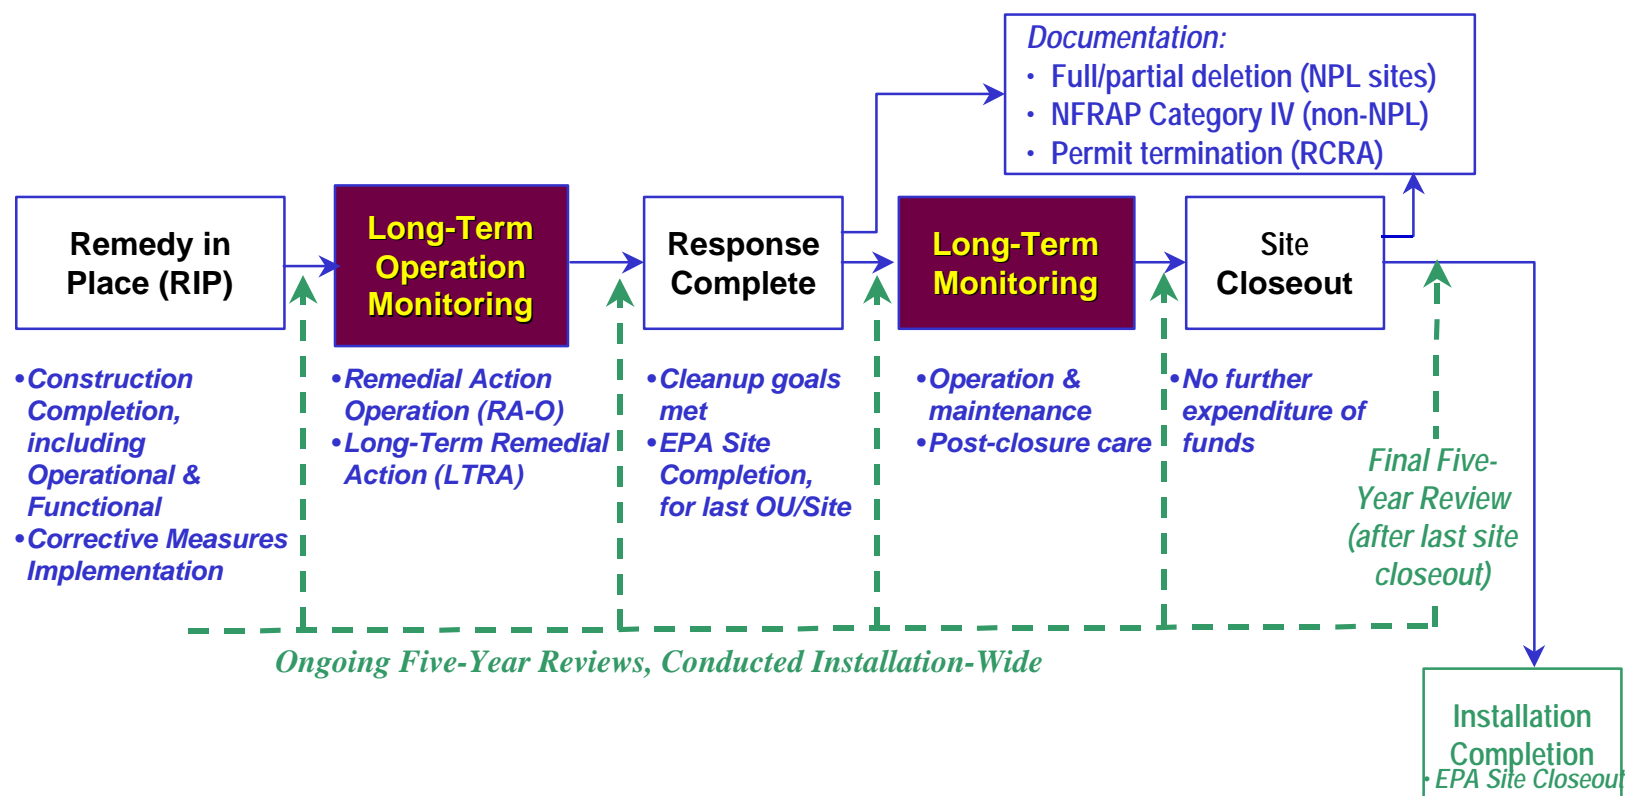 Documentation:
• Full/partial deletion (NPL sites)
• NFRAP Category IV (non-NPL)
• Permit termination (RCRA)
Remedy in
Place (RIP)
Long-Term
Operation
Monitoring
Response
Complete
Long-Term
Monitoring
Site
Closeout
•Construction
Completion,
including
Operational &
Functional
•Corrective Measures
Implementation
•Remedial Action
Operation (RA-O)
•Long-Term Remedial
Action (LTRA)
•Cleanup goals
met
•EPA Site
Completion,
for last OU/Site
•Operation &
maintenance
•Post-closure care
•No further
expenditure of
funds
Final Five-
Year Review
(after last site
closeout)
Ongoing Five-Year Reviews, Conducted Installation-Wide
Installation
Completion
• EPA Site Closeout